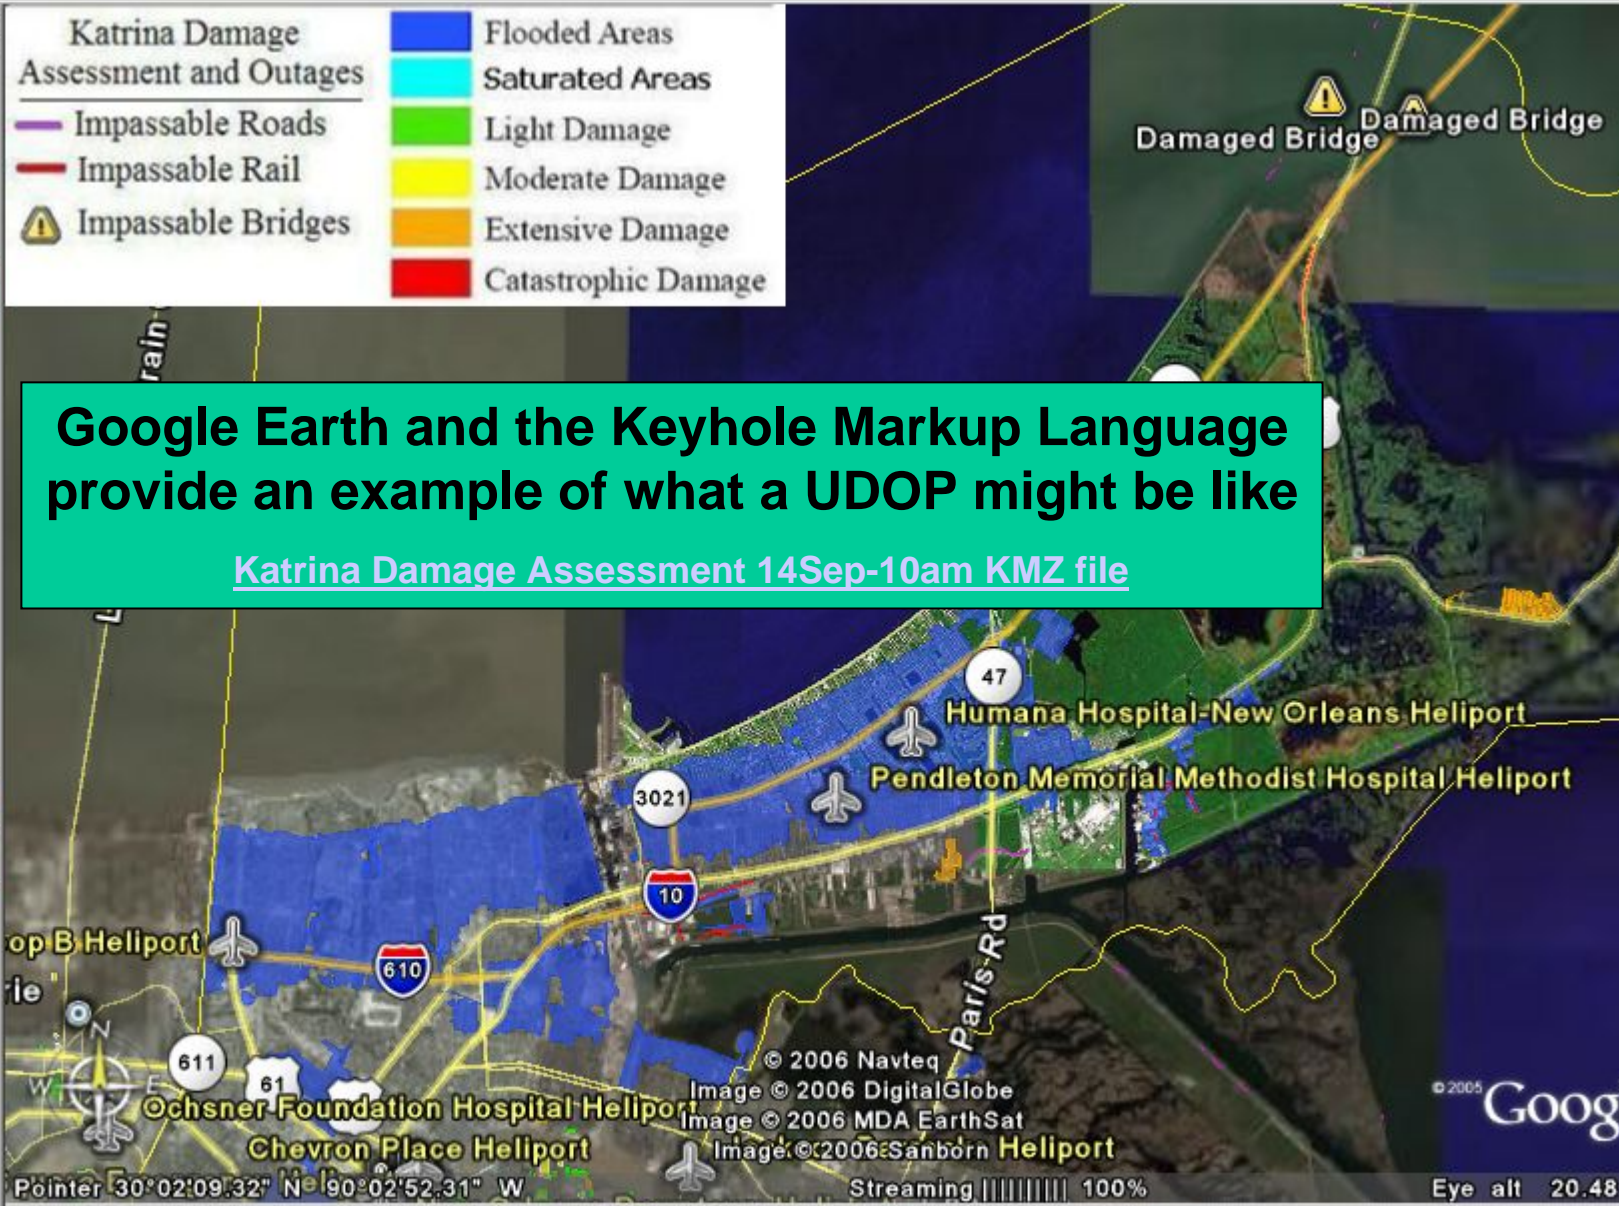 Katrina Damage
Assessment and Outages
Impassable Roads
Impassable Rail
Impassable Bridges
Flooded Areas
Saturated Areas
Light Damage
Moderate Damage
Extensive Damage
Catastrophic Damage
Damaged Bridge
Damaged Bridge
rain
Google Earth and the Keyhole Markup Language
provide an example of what a UDOP might be like
Katrina Damage Assessment 14Sep-10am KMZ file
47
Humana Hospital-New Orleans Heliport
Pendleton Memorial Methodist Hospital Heliport
3021
10
op B Heliport
610
rie
Paris Rd
N
W
E
611
61
© 2006 Navteq
Image © 2006 DigitalGlobe
Image © 2006 MDA EarthSat
Image © 2006 Sanborn
Ochsner Foundation Hospital Heliport
Chevron Place Heliport
Heliport
© 2005 Goog
Pointer 30°02'09.32" N 90°02'52.31" W
Streaming |||||||||| 100%
Eye alt 20.48